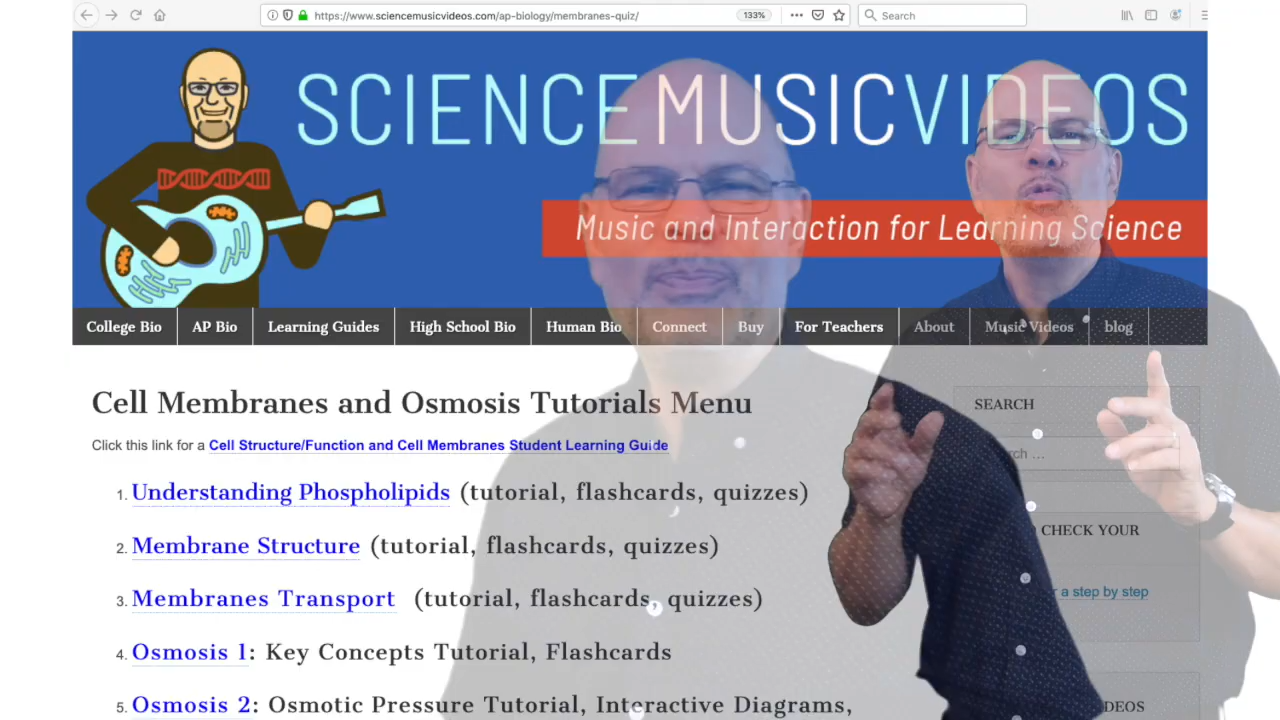 https://www.sciencemusicvideos.com/ap-biology/membranes-quiz/
133%
Search
SCIENCEMUSICVIDEOS
Music and Interaction for Learning Science
College Bio AP Bio Learning Guides High School Bio Human Bio Connect Buy For Teachers About Music Videos blog
Cell Membranes and Osmosis Tutorials Menu
Click this link for a Cell Structure/Function and Cell Membranes Student Learning Guide
1. Understanding Phospholipids (tutorial, flashcards, quizzes)
2. Membrane Structure (tutorial, flashcards, quizzes)
3. Membranes Transport (tutorial, flashcards, quizzes)
4. Osmosis 1: Key Concepts Tutorial, Flashcards
5. Osmosis 2: Osmotic Pressure Tutorial, Interactive Diagrams,
SEARCH
CHECK YOUR
a step by step